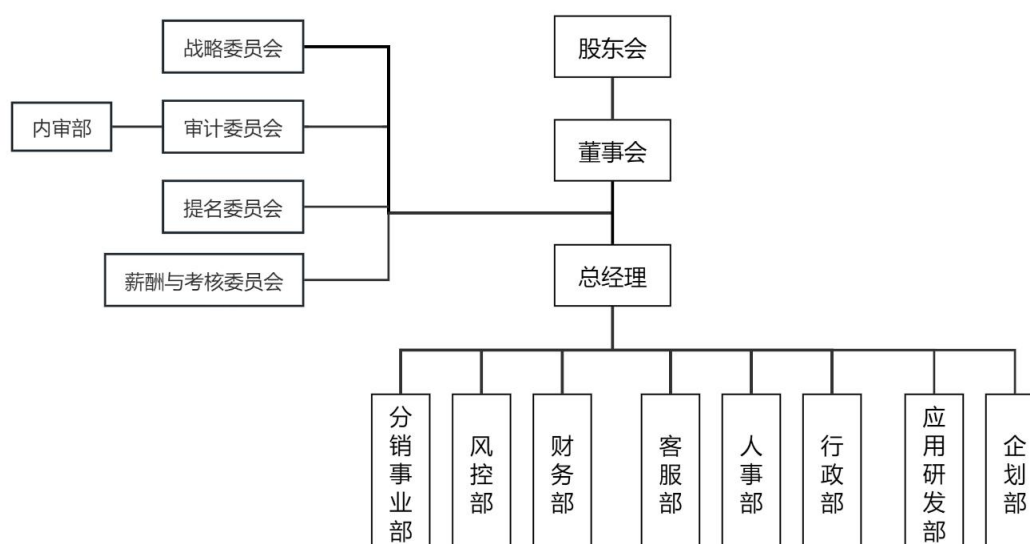 战略委员会
股东会
内审部
审计委员会
董事会
提名委员会
总经理
薪酬与考核委员会
分销事业部
风控部
财务部
客服部
人事部
行政部
应用研发部
企划部